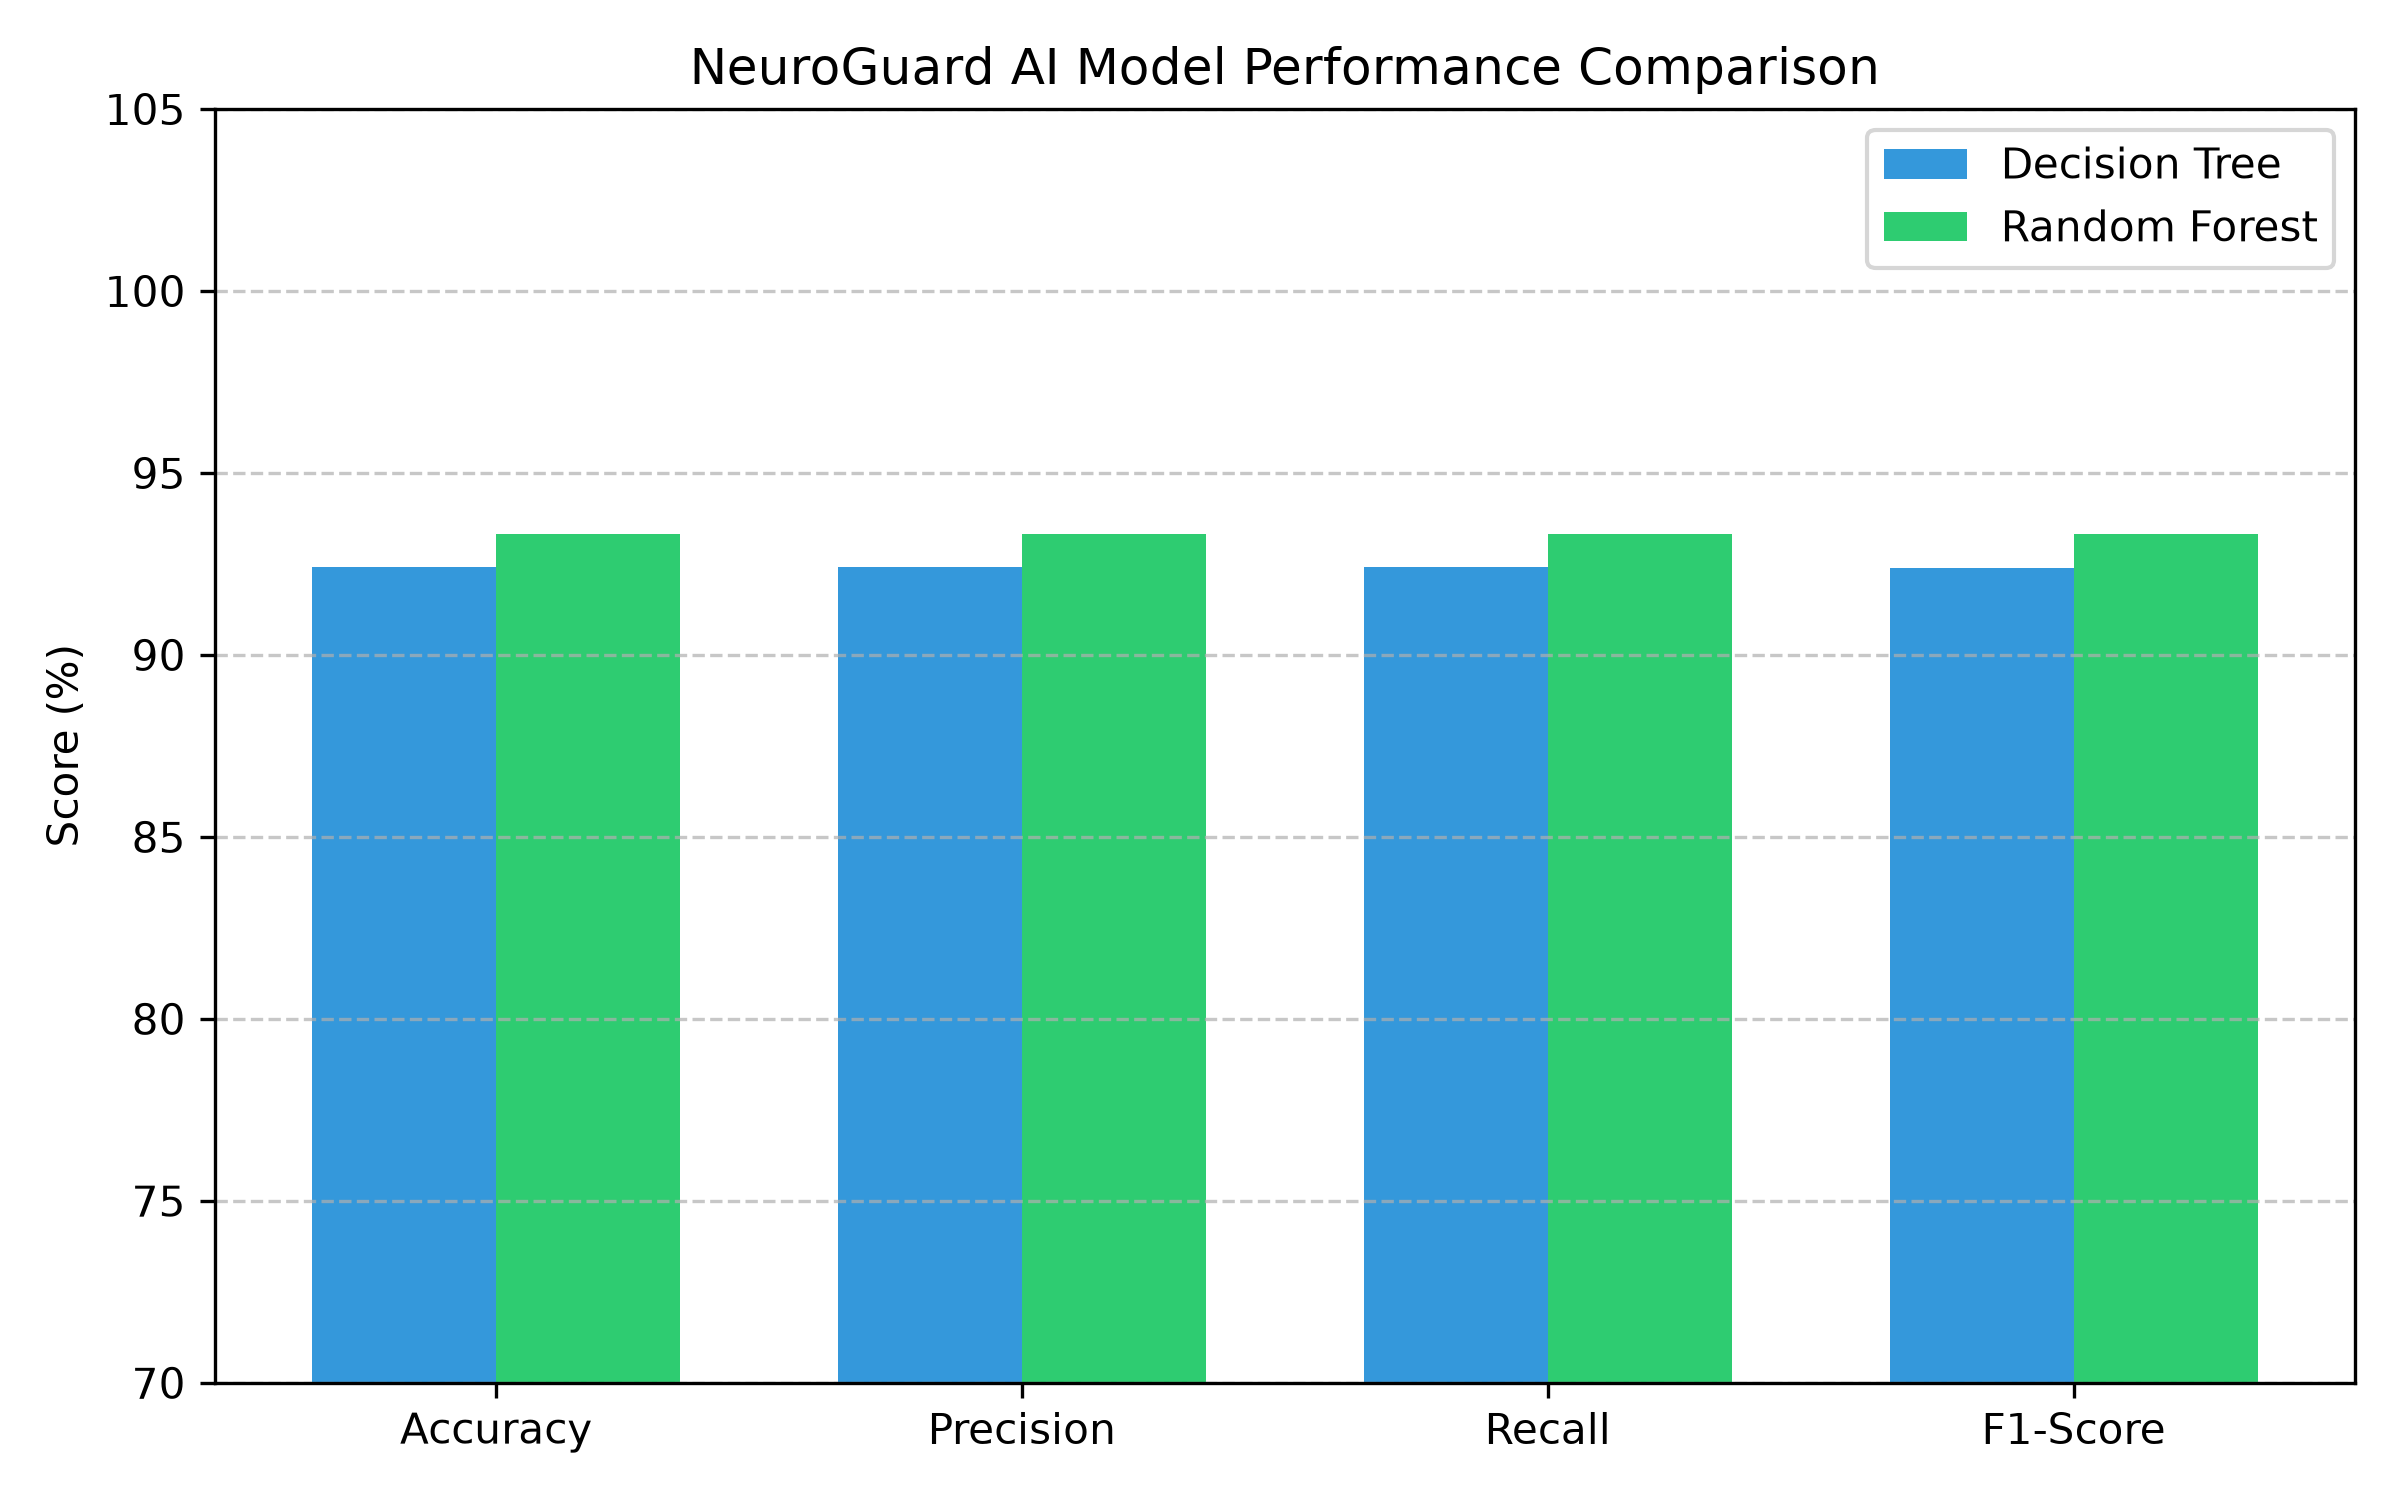 NeuroGuard AI Model Performance Comparison
Decision Tree
Random Forest
Score (%)
105
100
95
90
85
80
75
70
Accuracy Precision Recall F1-Score